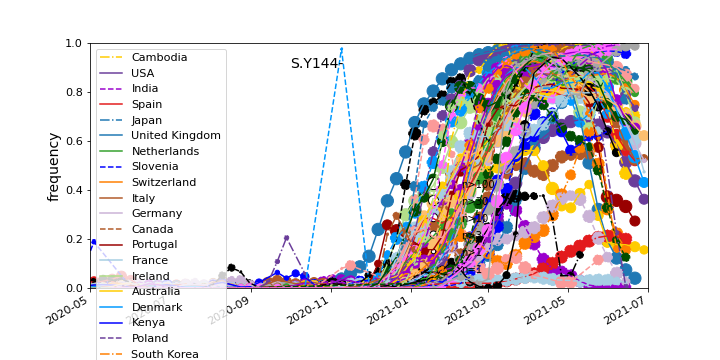 S.Y144-
1.0
0.8
0.6
0.4
0.2
0.0
frequency
Cambodia
USA
India
Spain
Japan
United Kingdom
Netherlands
Slovenia
Switzerland
Italy
Germany
Canada
Portugal
France
Ireland
Australia
Denmark
Kenya
Poland
South Korea
n>100
2020-05
2020-07
2020-09
2020-11
2021-01
2021-03
2021-05
2021-07